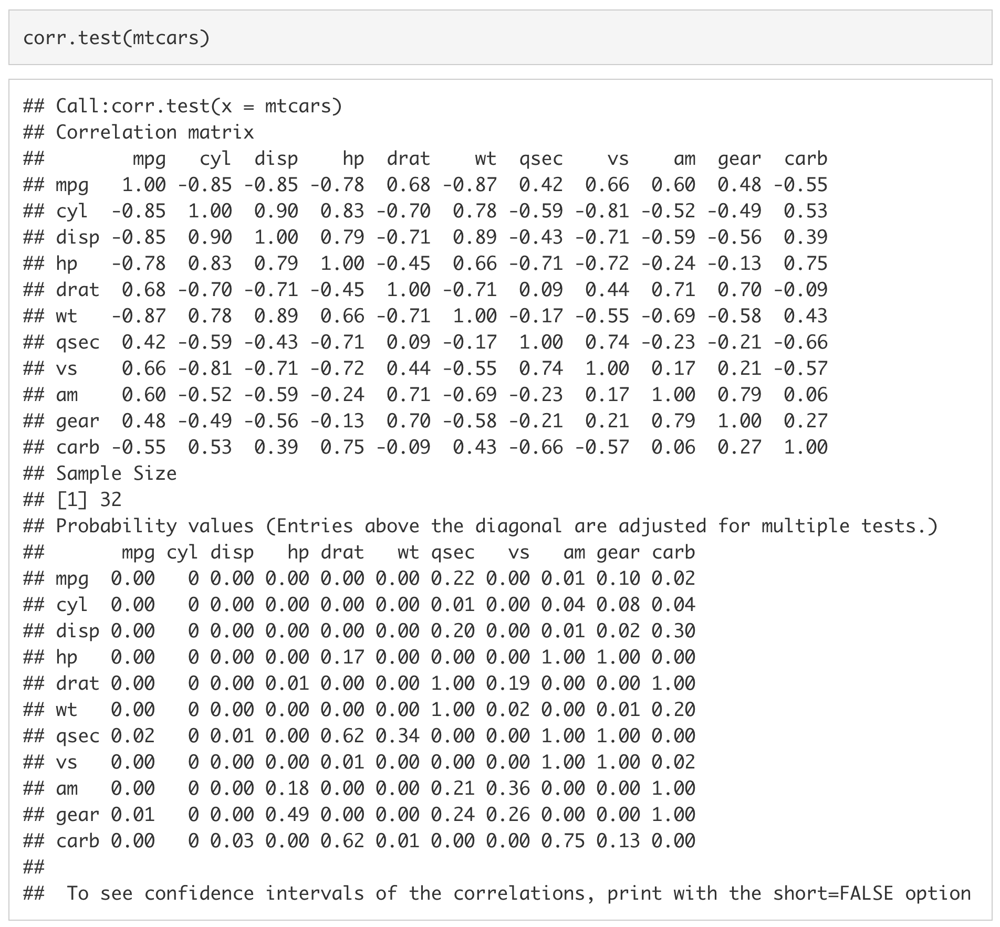 corr.test(mtcars)
## Call:corr.test(x = mtcars)
## Correlation matrix
##        mpg   cyl  disp    hp  drat    wt  qsec    vs    am  gear  carb
## mpg   1.00 -0.85 -0.85 -0.78  0.68 -0.87  0.42  0.66  0.60  0.48 -0.55
## cyl  -0.85  1.00  0.90  0.83 -0.70  0.78 -0.59 -0.81 -0.52 -0.49  0.53
## disp -0.85  0.90  1.00  0.79 -0.71  0.89 -0.43 -0.71 -0.59 -0.56  0.39
## hp   -0.78  0.83  0.79  1.00 -0.45  0.66 -0.71 -0.72 -0.24 -0.13  0.75
## drat  0.68 -0.70 -0.71 -0.45  1.00 -0.71  0.09  0.44  0.71  0.70 -0.09
## wt   -0.87  0.78  0.89  0.66 -0.71  1.00 -0.17 -0.55 -0.69 -0.58  0.43
## qsec  0.42 -0.59 -0.43 -0.71  0.09 -0.17  1.00  0.74 -0.23 -0.21 -0.66
## vs    0.66 -0.81 -0.71 -0.72  0.44 -0.55  0.74  1.00  0.17  0.21 -0.57
## am    0.60 -0.52 -0.59 -0.24  0.71 -0.69 -0.23  0.17  1.00  0.79  0.06
## gear  0.48 -0.49 -0.56 -0.13  0.70 -0.58 -0.21  0.21  0.79  1.00  0.27
## carb -0.55  0.53  0.39  0.75 -0.09  0.43 -0.66 -0.57  0.06  0.27  1.00
## Sample Size
## [1] 32
## Probability values (Entries above the diagonal are adjusted for multiple tests.)
##       mpg cyl disp   hp drat   wt qsec   vs   am gear carb
## mpg  0.00   0 0.00 0.00 0.00 0.00 0.22 0.00 0.01 0.10 0.02
## cyl  0.00   0 0.00 0.00 0.00 0.00 0.01 0.00 0.04 0.08 0.04
## disp 0.00   0 0.00 0.00 0.00 0.00 0.20 0.00 0.01 0.02 0.30
## hp   0.00   0 0.00 0.00 0.17 0.00 0.00 0.00 1.00 1.00 0.00
## drat 0.00   0 0.00 0.01 0.00 0.00 1.00 0.19 0.00 0.00 1.00
## wt   0.00   0 0.00 0.00 0.00 0.00 1.00 0.02 0.00 0.01 0.20
## qsec 0.02   0 0.01 0.00 0.62 0.34 0.00 0.00 1.00 1.00 0.00
## vs   0.00   0 0.00 0.00 0.01 0.00 0.00 0.00 1.00 1.00 0.02
## am   0.00   0 0.00 0.18 0.00 0.00 0.21 0.36 0.00 0.00 1.00
## gear 0.01   0 0.00 0.49 0.00 0.00 0.24 0.26 0.00 0.00 1.00
## carb 0.00   0 0.03 0.00 0.62 0.01 0.00 0.00 0.75 0.13 0.00
##
##  To see confidence intervals of the correlations, print with the short=FALSE option